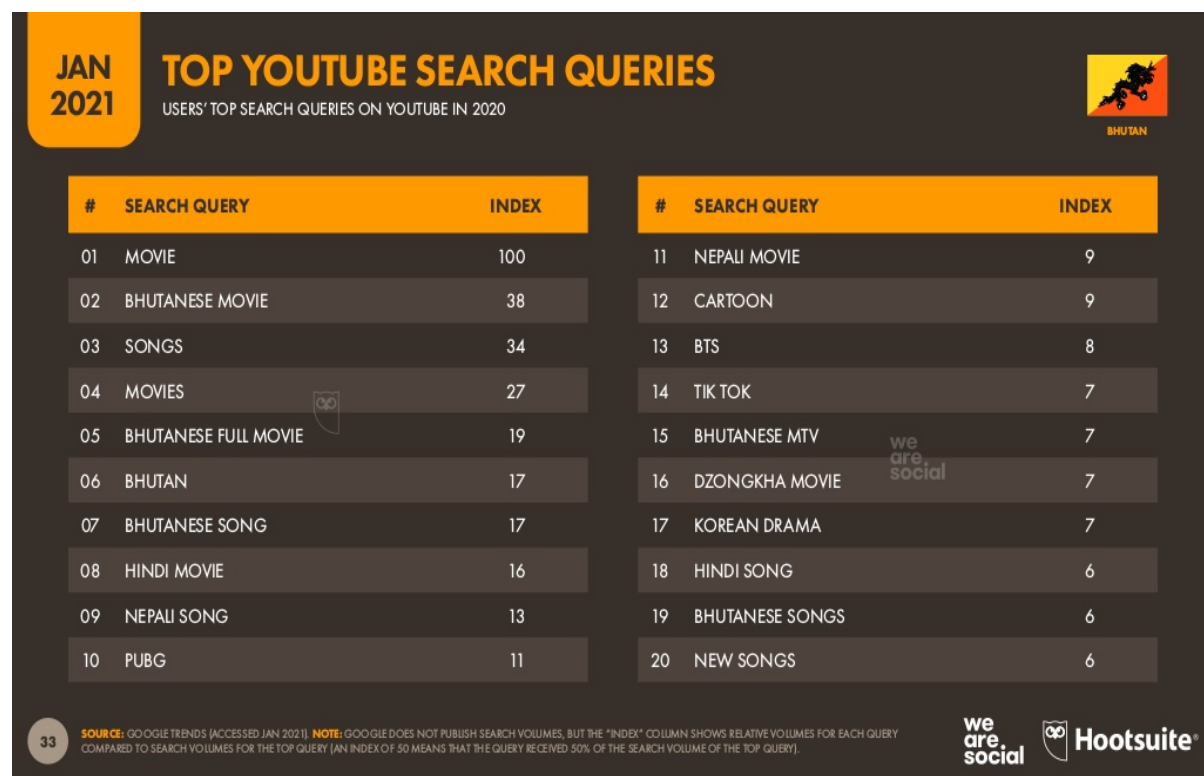 JAN
2021
TOP YOUTUBE SEARCH QUERIES
USERS' TOP SEARCH QUERIES ON YOUTUBE IN 2020
BHUTAN
# SEARCH QUERY INDEX
01 MOVIE 100
02 BHUTANESE MOVIE 38
03 SONGS 34
04 MOVIES 27
05 BHUTANESE FULL MOVIE 19
06 BHUTAN 17
07 BHUTANESE SONG 17
08 HINDI MOVIE 16
09 NEPALI SONG 13
10 PUBG 11
# SEARCH QUERY INDEX
11 NEPALI MOVIE 9
12 CARTOON 9
13 BTS 8
14 TIK TOK 7
15 BHUTANESE MTV 7
16 DZONGKHA MOVIE 7
17 KOREAN DRAMA 7
18 HINDI SONG 6
19 BHUTANESE SONGS 6
20 NEW SONGS 6
we
are.
social
33
SOURCE: GOOGLE TRENDS (ACCESSED JAN 2021). NOTE: GOOGLE DOES NOT PUBLISH SEARCH VOLUMES, BUT THE "INDEX" COLUMN SHOWS RELATIVE VOLUMES FOR EACH QUERY
COMPARED TO SEARCH VOLUMES FOR THE TOP QUERY (AN INDEX OF 50 MEANS THAT THE QUERY RECEIVED 50% OF THE SEARCH VOLUME OF THE TOP QUERY).
we
are.
social
Hootsuite®